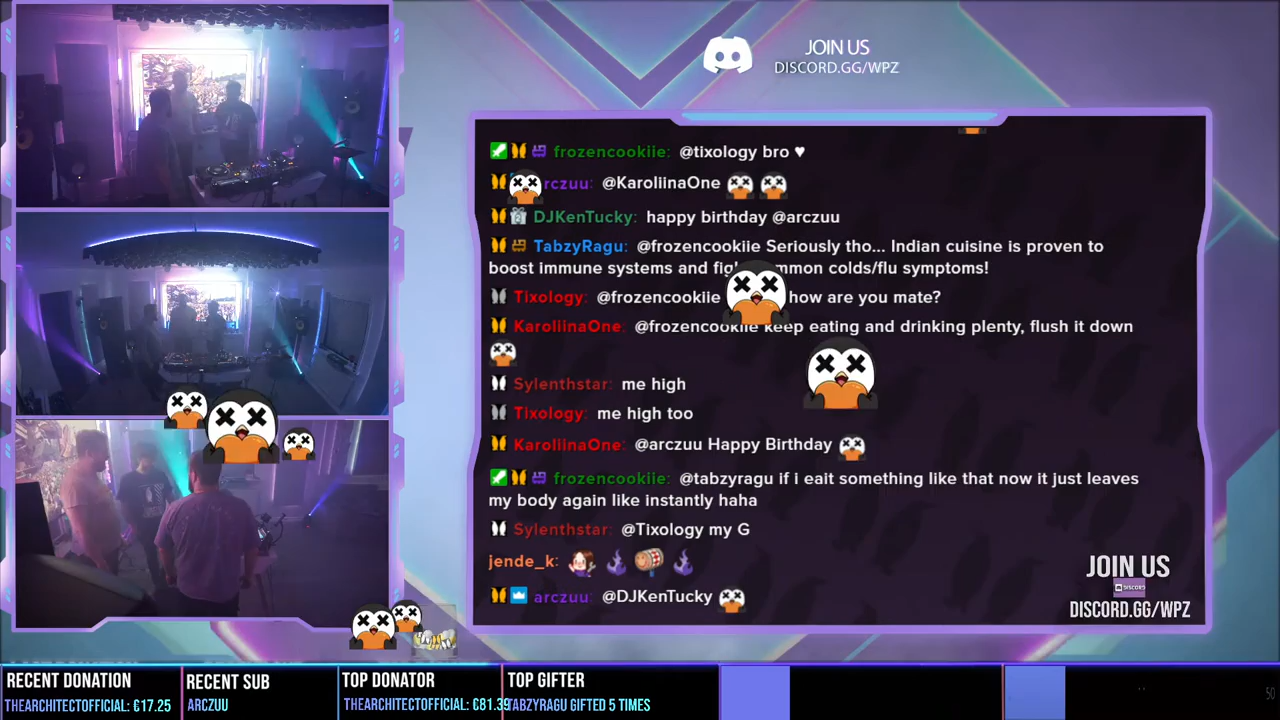 JOIN US
DISCORD.GG/WPZ
frozencookiie: @tixology bro ♥
rczuu: @KaroliinaOne
DJKenTucky: happy birthday @arczuu
TabzyRagu: @frozencookiie Seriously tho... Indian cuisine is proven to
boost immune systems and mmon colds/flu symptoms!
Tixology: @frozencookiie how are you mate?
KaroliinaOne: @frozencookiie keep eating and drinking plenty, flush it down
Sylenthstar: me high
Tixology: me high too
KaroliinaOne: @arczuu Happy Birthday
frozencookiie: @tabzyragu if i eait something like that now it just leaves
my body again like instantly haha
Sylenthstar: @Tixology my G
jende_k:
arczuu: @DJKenTucky
JOIN US
DISCORD
DISCORD.GG/WPZ
RECENT DONATION
THEARCHITECTOFFICIAL: €17.25
RECENT SUB
ARCZUU
TOP DONATOR
THEARCHITECTOFFICIAL: €81.39
TOP GIFTER
TABZYRAGU GIFTED 5 TIMES
50